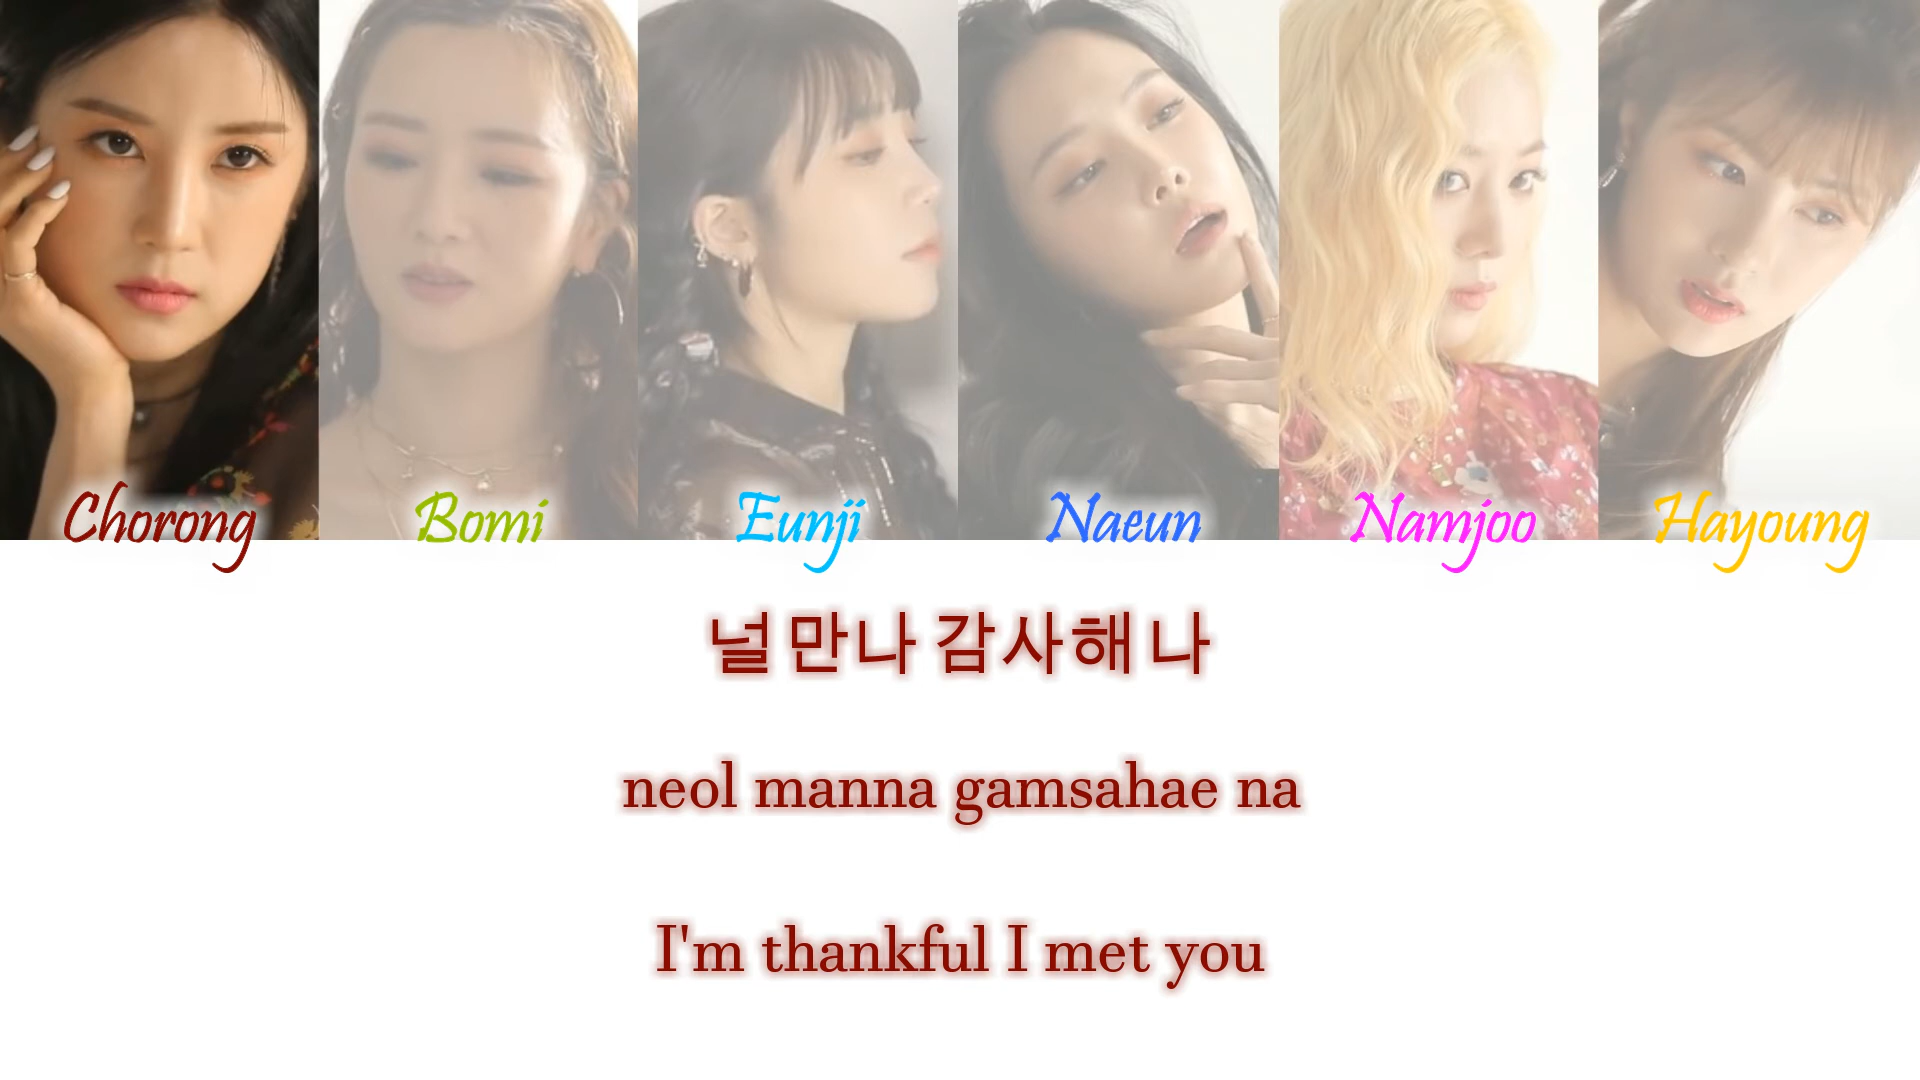 Chorong Bomi Eunji Naeun Namjoo Hayoung
널 만나 감사해 나
neol manna gamsahae na
I'm thankful I met you